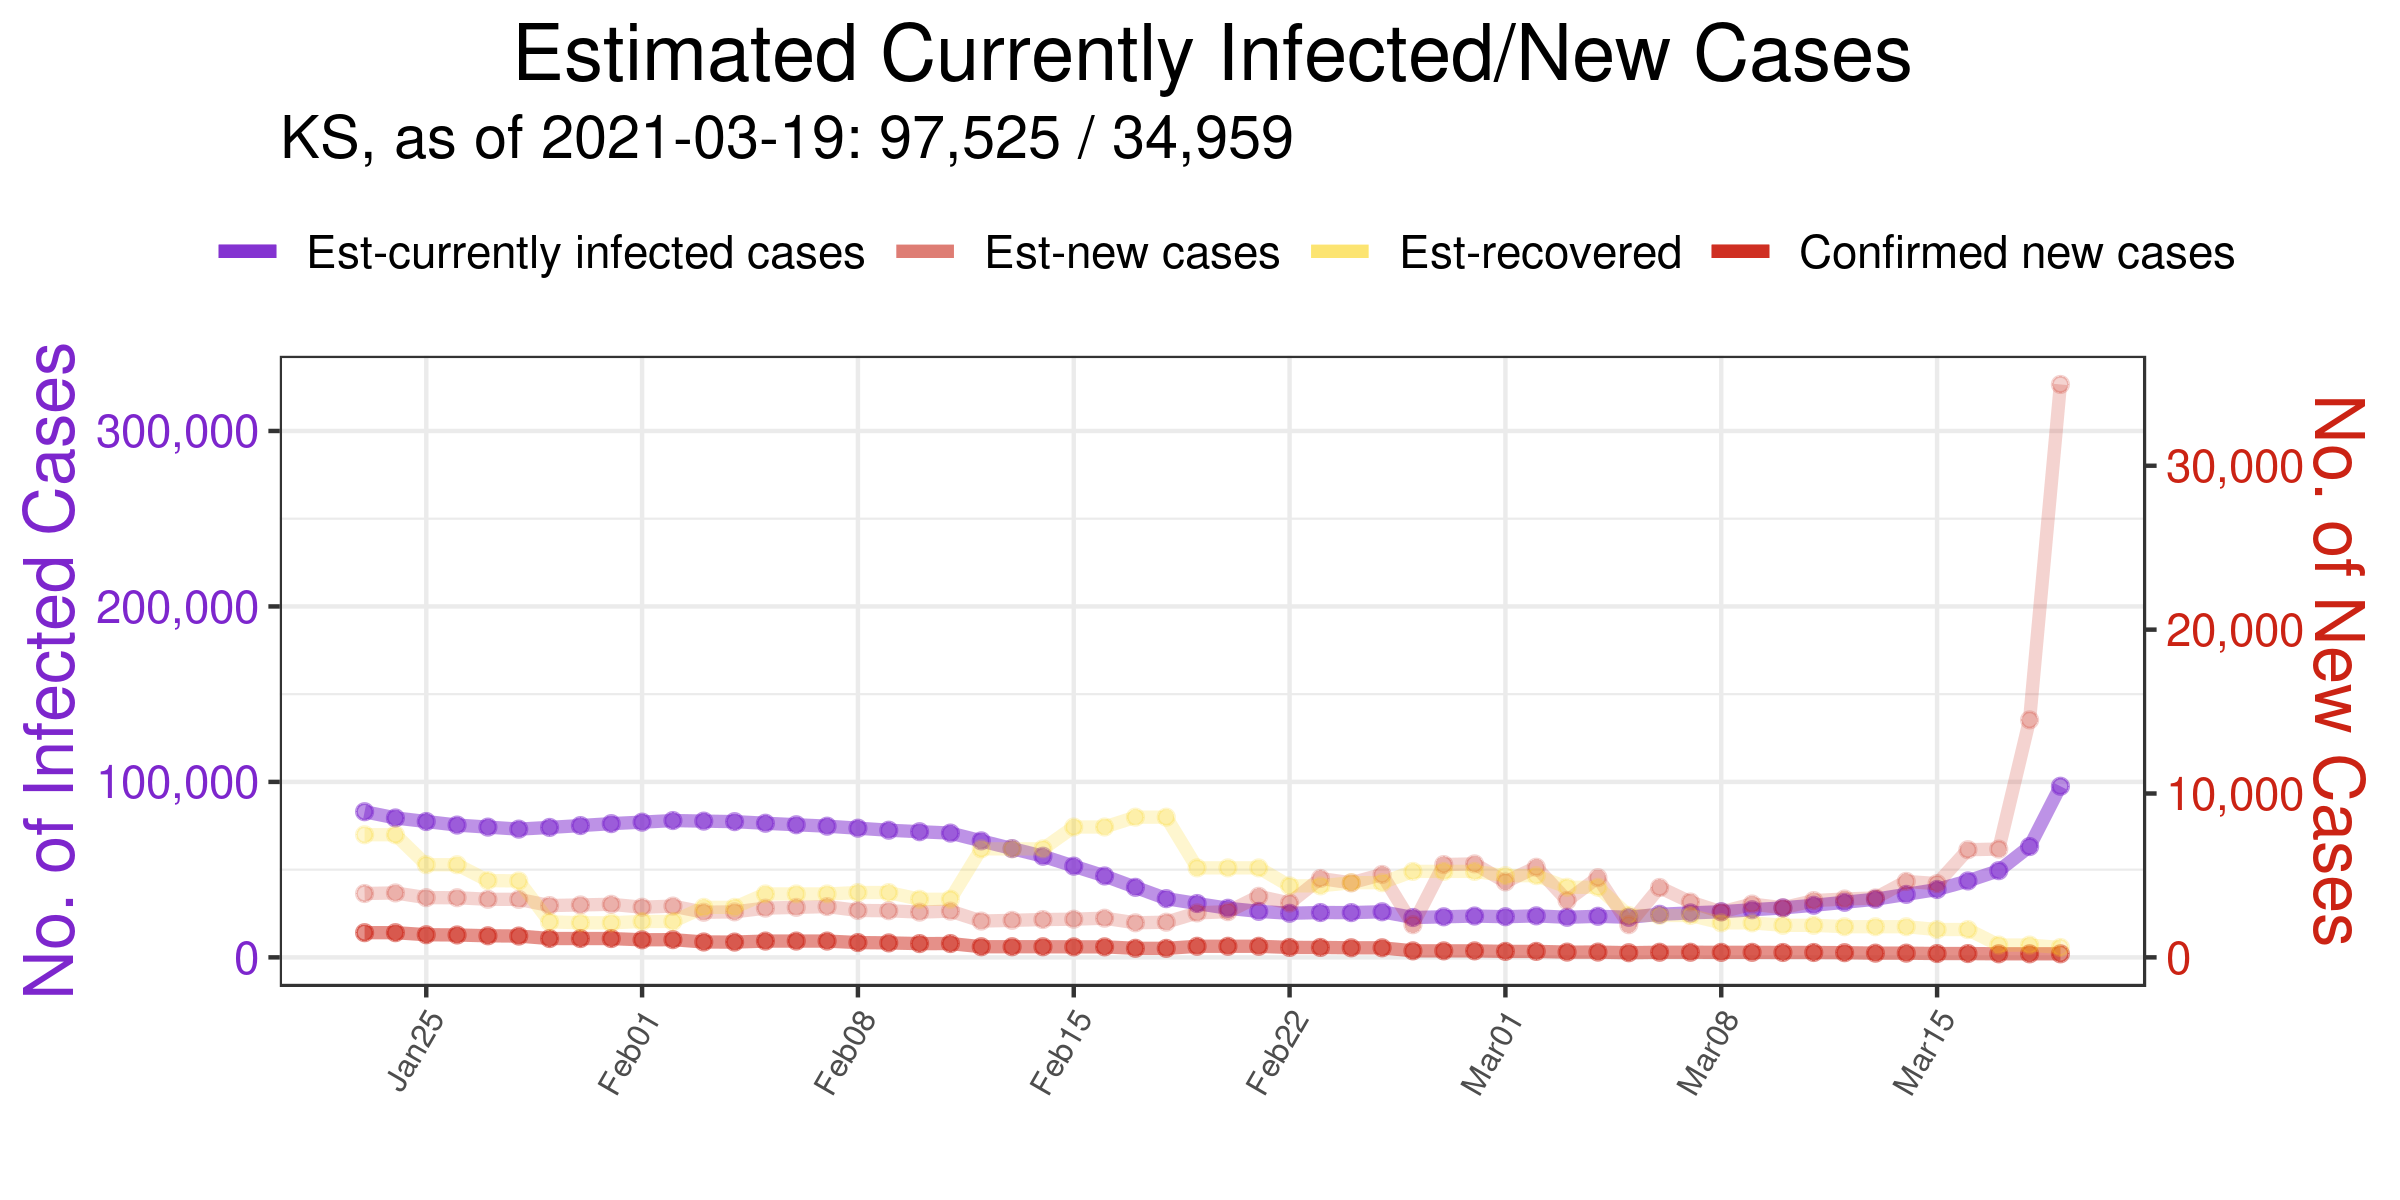 Estimated Currently Infected/New Cases
KS, as of 2021-03-19: 97,525 / 34,959
Est-currently infected cases Est-new cases Est-recovered Confirmed new cases
No. of Infected Cases
300,000
200,000
100,000
0
30,000
20,000
10,000
0
No. of New Cases
Jan25 Feb01 Feb08 Feb15 Feb22 Mar01 Mar08 Mar15